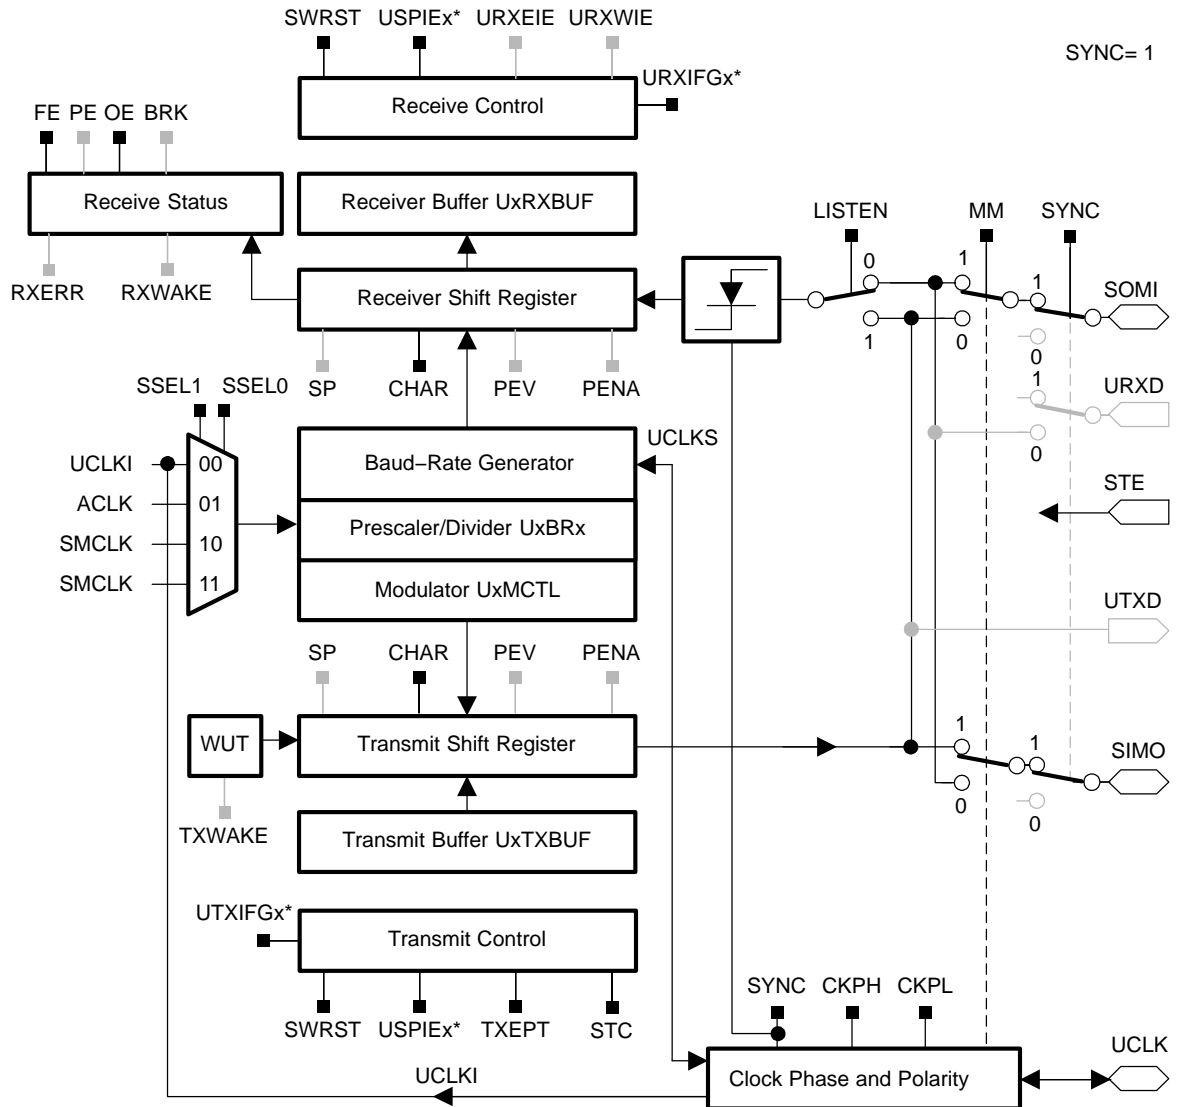 SWRST USPIEx* URXEIE URXWIE
SYNC= 1
URXIFGx*
Receive Control
FE PE OE BRK
Receive Status
Receiver Buffer UxRXBUF
LISTEN MM SYNC
0 1 1
SOMI
RXERR RXWAKE
Receiver Shift Register
1 0 0
SP CHAR PEV PENA
SSEL1 SSEL0
1
URXD
UCLKS
0
UCLKI 00
Baud−Rate Generator
ACLK 01
STE
Prescaler/Divider UxBRx
SMCLK 10
SMCLK 11
Modulator UxMCTL
UTXD
SP CHAR PEV PENA
WUT
Transmit Shift Register
1 1
SIMO
0 0
TXWAKE
Transmit Buffer UxTXBUF
UTXIFGx*
Transmit Control
SYNC CKPH CKPL
SWRST USPIEx* TXEPT STC
UCLK
UCLKI
Clock Phase and Polarity